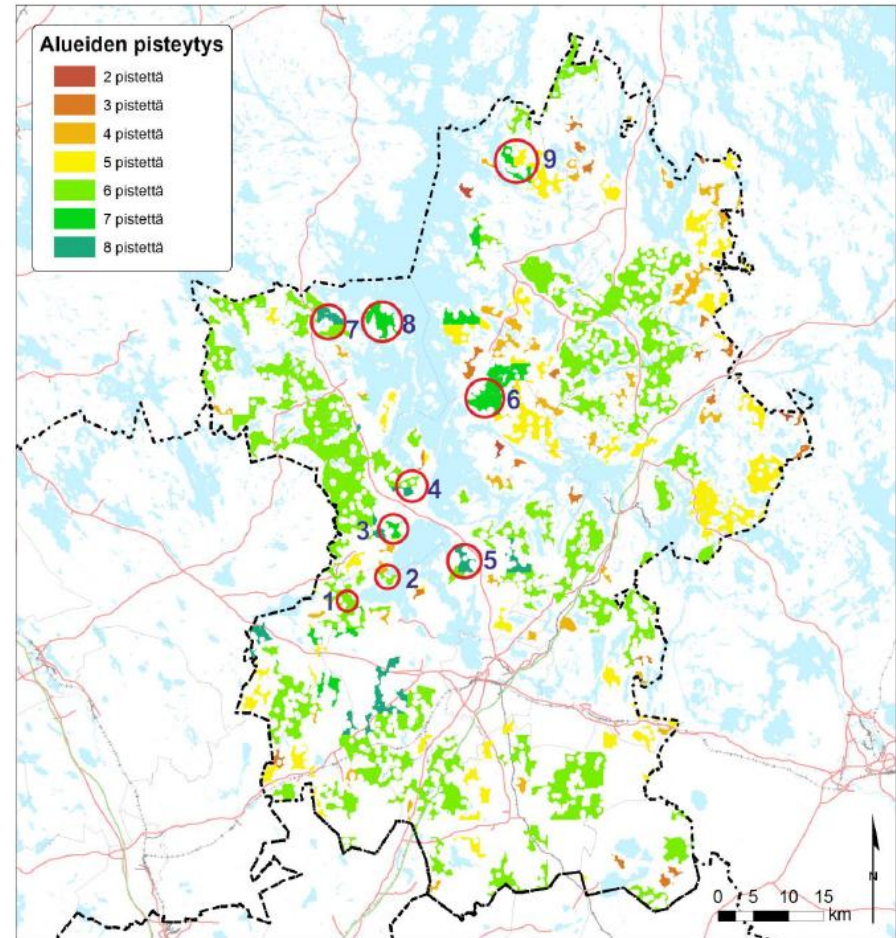 Alueiden pisteytys
2 pistettä
3 pistettä
4 pistettä
5 pistettä
6 pistettä
7 pistettä
8 pistettä
9
7
8
6
4
3
5
2
1
N
0 5 10 15
km